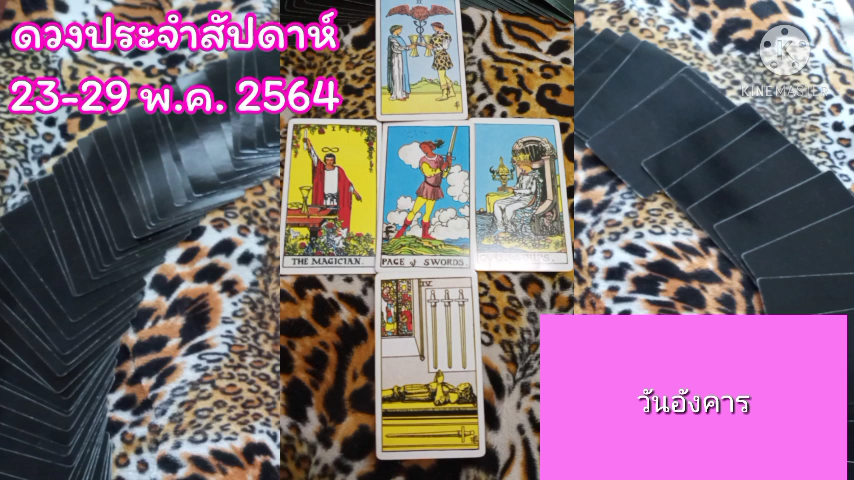 ดวงประจำสัปดาห์
23-29 พ.ค. 2564
KINEMASTER
THE MAGICIAN.
PAGE of SWORDS.
IV
วันอังคาร